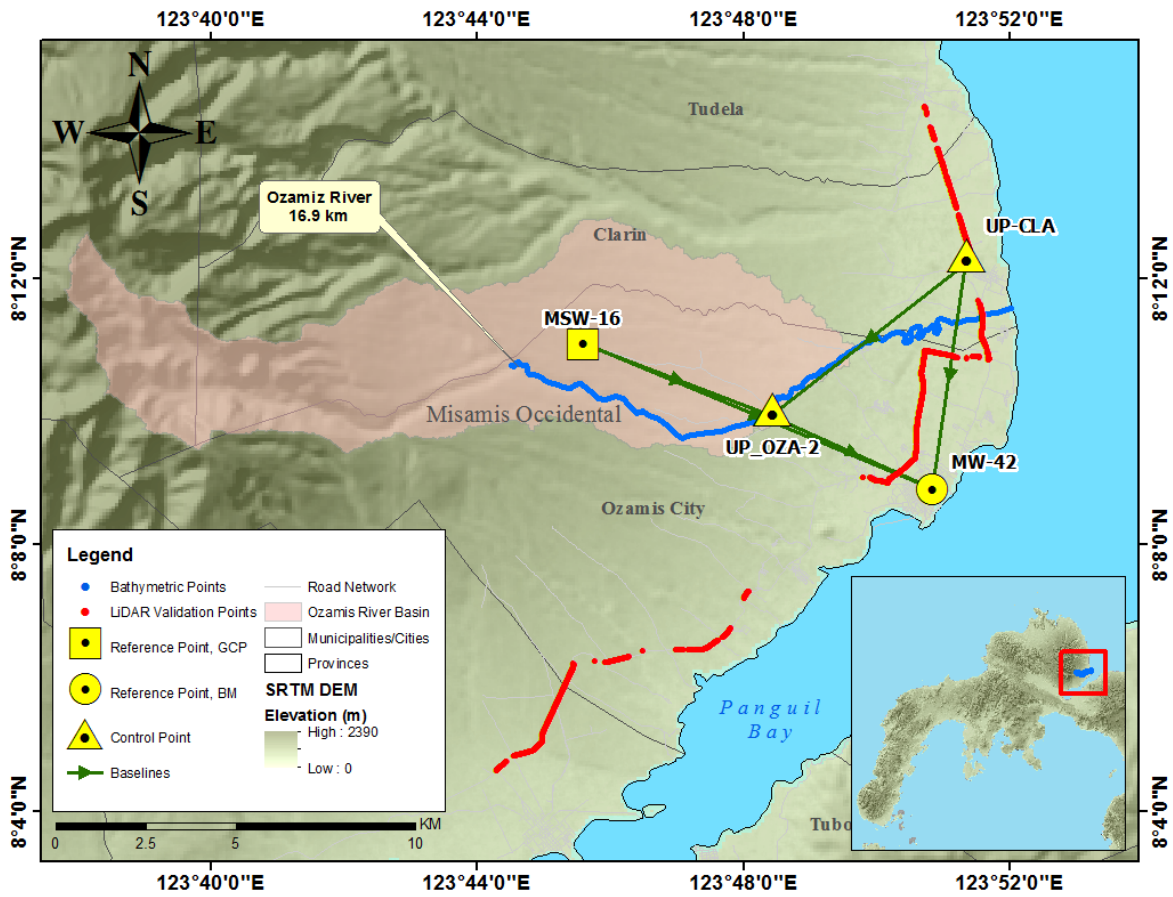 123°40'0"E
123°44'0"E
123°48'0"E
123°52'0"E
N
W
E
S
Tudela
Ozamiz River
16.9 km
Clarin
UP-CLA
8°12'0"N
8°12'0"N
MSW-16
Misamis Occidental
UP_OZA-2
MW-42
Ozamis City
8°8'0"N
8°8'0"N
Legend
Bathymetric Points
LiDAR Validation Points
Reference Point, GCP
Reference Point, BM
Control Point
Baselines
Road Network
Ozamis River Basin
Municipalities/Cities
Provinces
SRTM DEM
Elevation (m)
High : 2390
Low : 0
Panguil
Bay
Tubo
8°4'0"N
8°4'0"N
KM
0
2.5
5
10
123°40'0"E
123°44'0"E
123°48'0"E
123°52'0"E